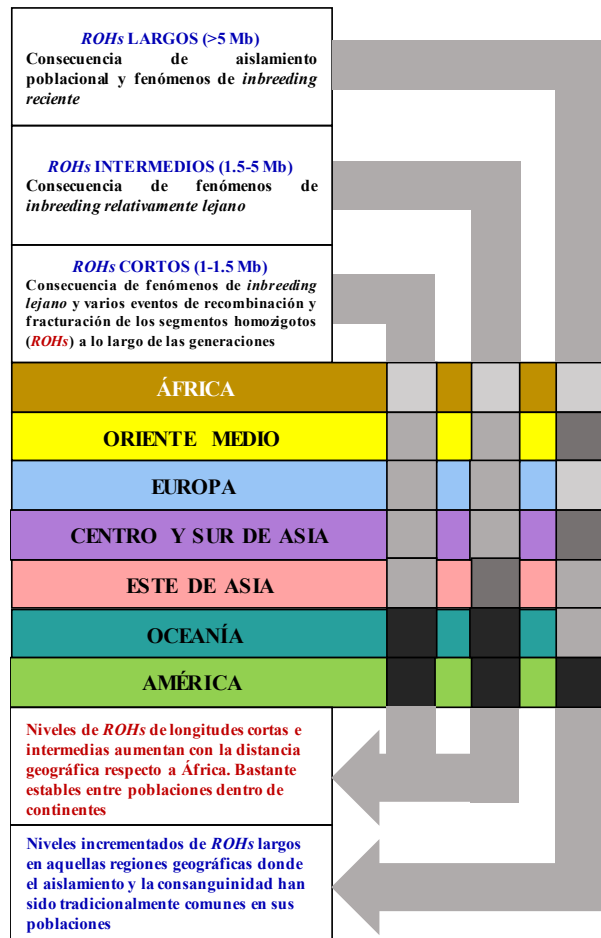 ROHs LARGOS (>5 Mb)
Consecuencia de aislamiento
poblacional y fenómenos de inbreeding
reciente
ROHs INTERMEDIOS (1.5-5 Mb)
Consecuencia de fenómenos de
inbreeding relativamente lejano
ROHs CORTOS (1-1.5 Mb)
Consecuencia de fenómenos de inbreeding
lejano y varios eventos de recombinación y
fracturación de los segmentos homozigotos
(ROHs) a lo largo de las generaciones
ÁFRICA
ORIENTE MEDIO
EUROPA
CENTRO Y SUR DE ASIA
ESTE DE ASIA
OCEANÍA
AMÉRICA
Niveles de ROHs de longitudes cortas e
intermedias aumentan con la distancia
geográfica respecto a África. Bastante
estables entre poblaciones dentro de
continentes
Niveles incrementados de ROHs largos
en aquellas regiones geográficas donde
el aislamiento y la consanguinidad han
sido tradicionalmente comunes en sus
poblaciones